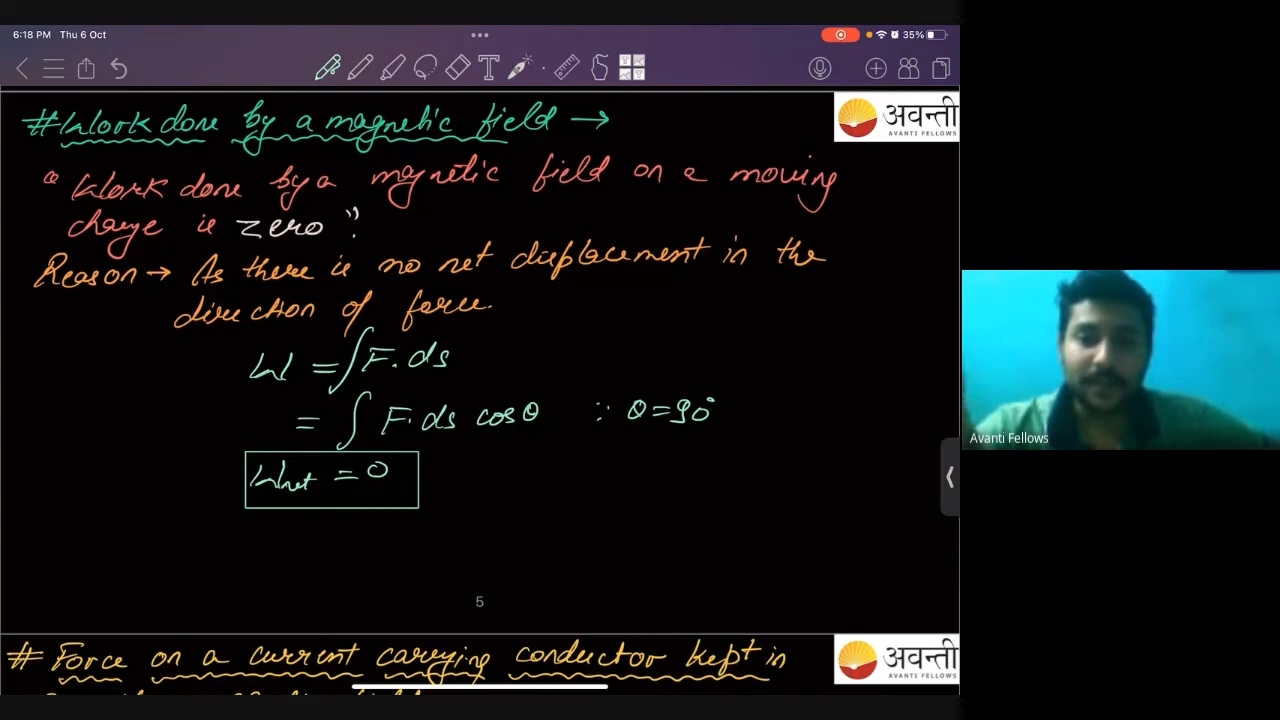 6:18 PM Thu 6 Oct
35%
# Work done by a magnetic field →
अवन्ती
AVANTI FELLOWS
"Work done by a magnetic field on a moving
charge is zero".
Reason → As there is no net displacement in the
direction of force.
W = ∫F. ds
= ∫ F. ds cosθ ∵ θ = 90°
Wnet = 0
Avanti Fellows
5
# Force on a current carrying conductor kept in
अवन्ती
AVANTI FELLOWS